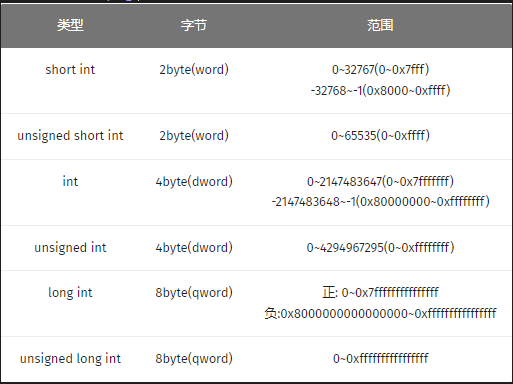 类型 字节 范围
short int 2byte(word) 0~32767(0~0x7fff)
-32768~-1(0x8000~0xffff)
unsigned short int 2byte(word) 0~65535(0~0xffff)
int 4byte(dword) 0~2147483647(0~0x7fffffff)
-2147483648~-1(0x80000000~0xffffffff)
unsigned int 4byte(dword) 0~4294967295(0~0xffffffff)
long int 8byte(qword) 正: 0~0x7fffffffffffffff
负:0x8000000000000000~0xffffffffffffffff
unsigned long int 8byte(qword) 0~0xffffffffffffffff